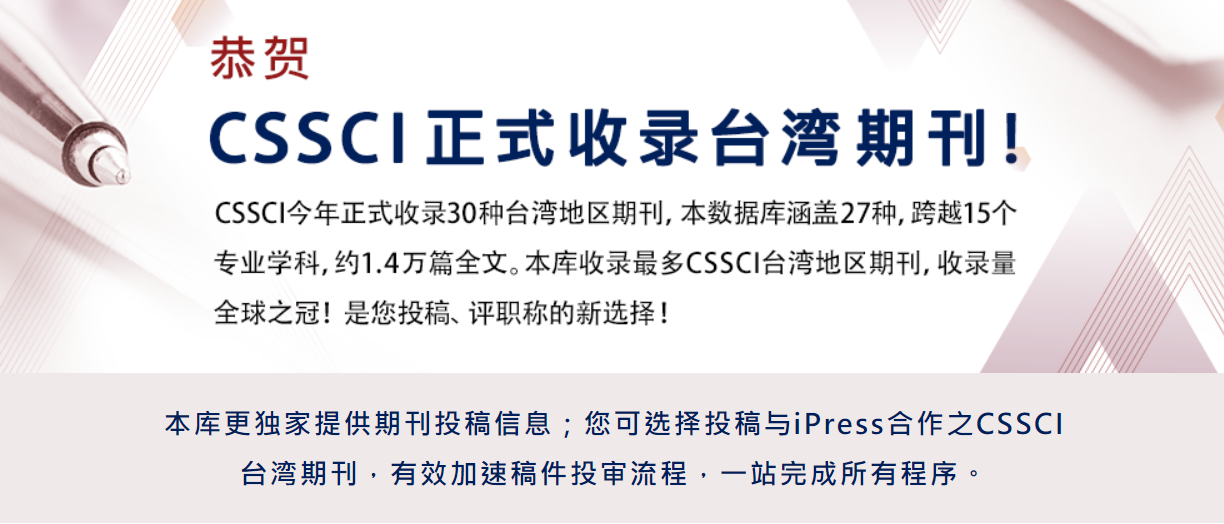 恭贺
CSSCI正式收录台湾期刊！
CSSCI今年正式收录30种台湾地区期刊，本数据库涵盖27种，跨越15个
专业学科，约1.4万篇全文。本库收录最多CSSCI台湾地区期刊，收录量
全球之冠！是您投稿、评职称的新选择！
本库更独家提供期刊投稿信息；您可选择投稿与iPress合作之CSSCI
台湾期刊，有效加速稿件投审流程，一站完成所有程序。